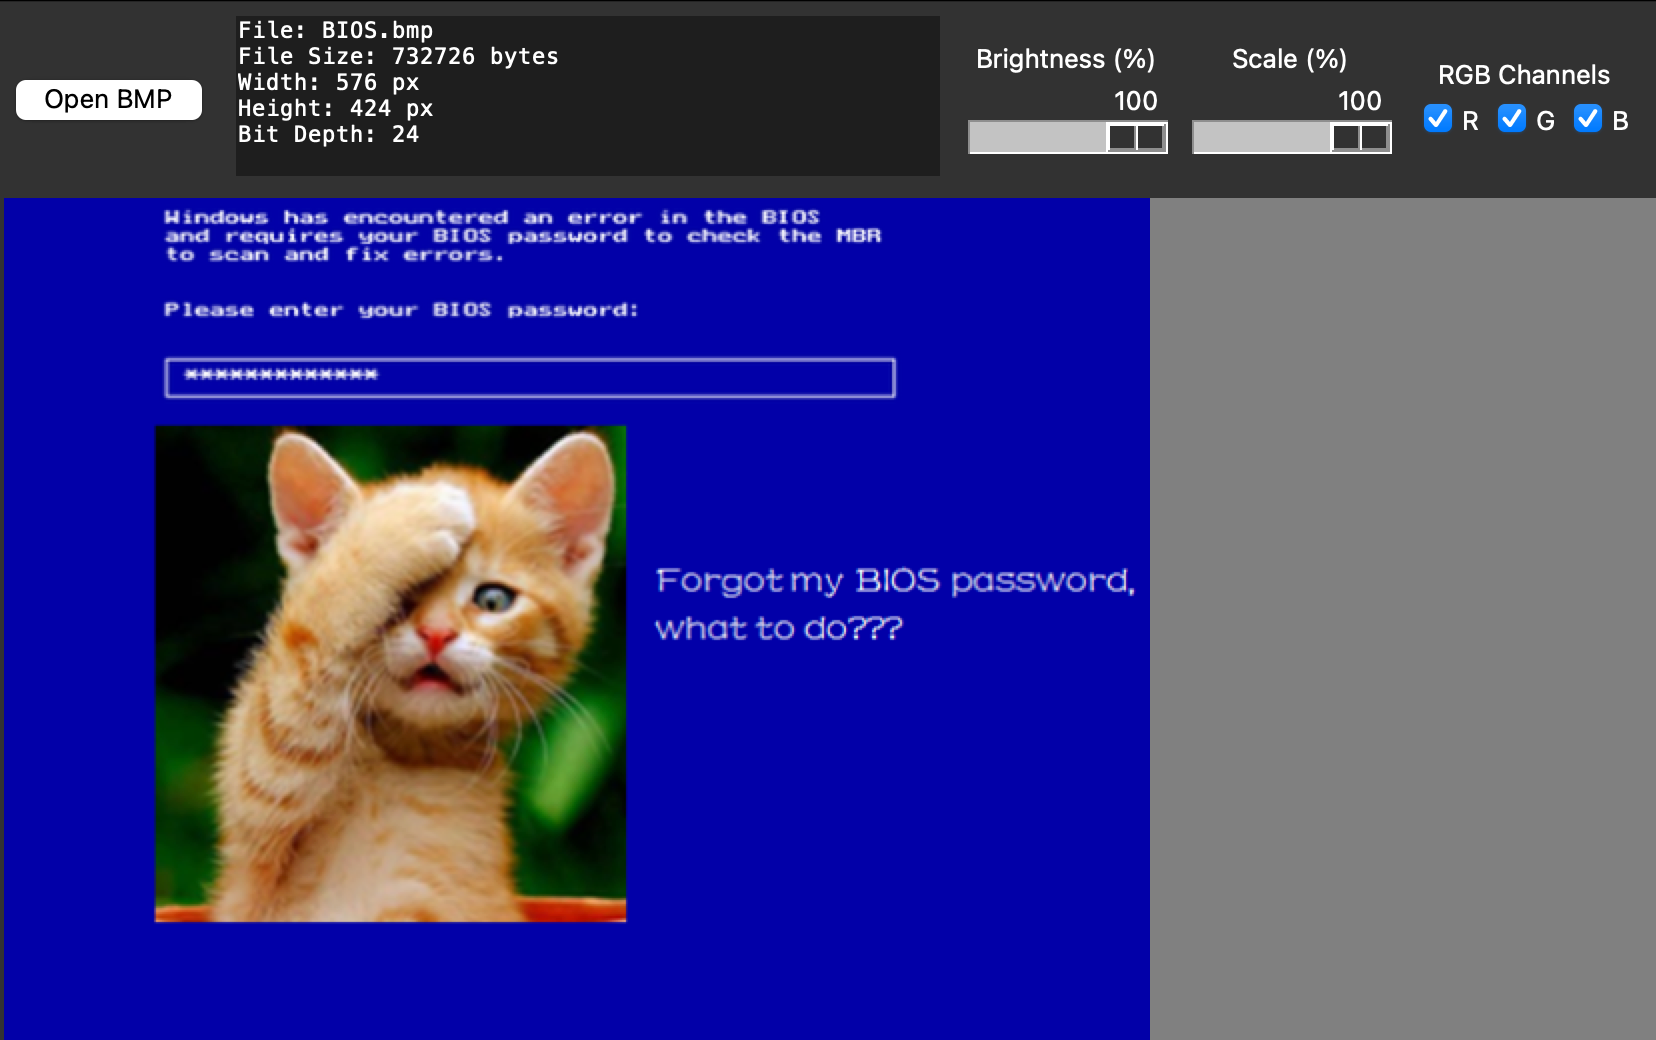 File: BIOS.bmp
File Size: 732726 bytes
Width: 576 px
Height: 424 px
Bit Depth: 24
Open BMP
Brightness (%)
100
Scale (%)
100
RGB Channels
R G B
Windows has encountered an error in the BIOS
and requires your BIOS password to check the MBR
to scan and fix errors.
Please enter your BIOS password:
*************
Forgot my BIOS password,
what to do???